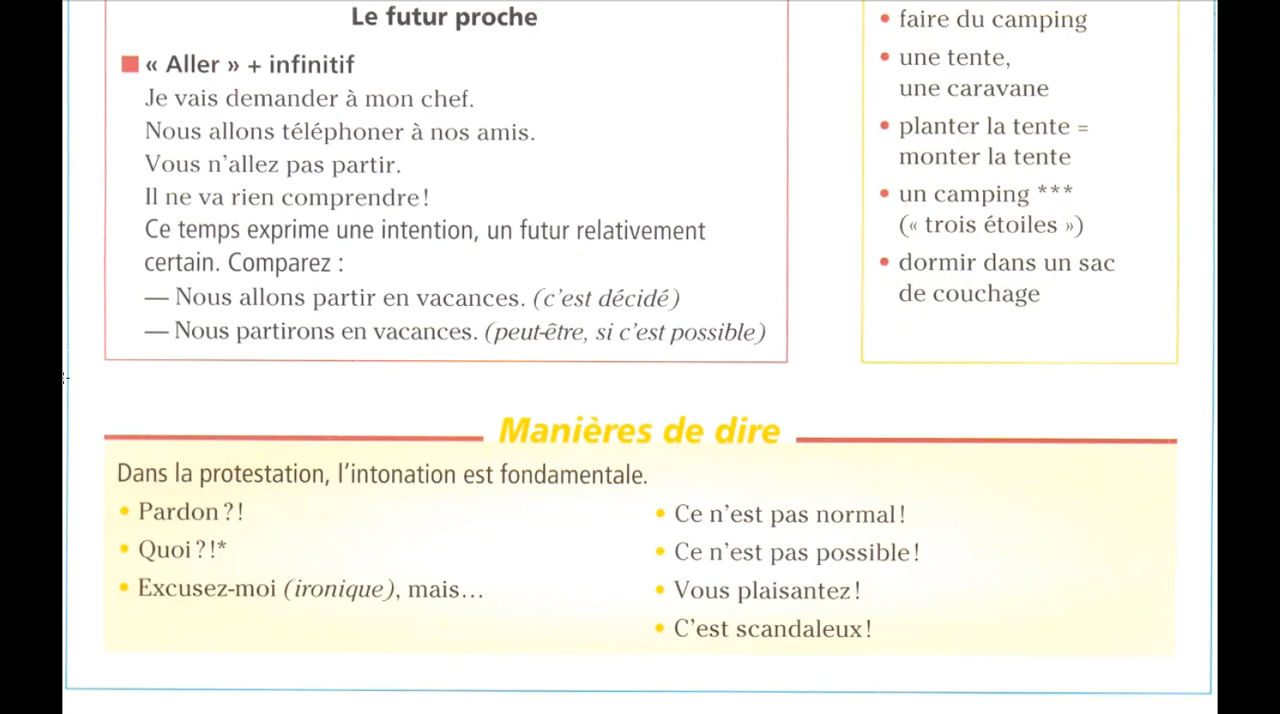 Le futur proche
« Aller » + infinitif
Je vais demander à mon chef.
Nous allons téléphoner à nos amis.
Vous n'allez pas partir.
Il ne va rien comprendre !
Ce temps exprime une intention, un futur relativement
certain. Comparez :
— Nous allons partir en vacances. (c'est décidé)
— Nous partirons en vacances. (peut-être, si c'est possible)
• faire du camping
• une tente,
une caravane
• planter la tente =
monter la tente
• un camping ***
(« trois étoiles »)
• dormir dans un sac
de couchage
Manières de dire
Dans la protestation, l'intonation est fondamentale.
• Pardon ?!
• Quoi ?!*
• Excusez-moi (ironique), mais...
• Ce n'est pas normal !
• Ce n'est pas possible !
• Vous plaisantez !
• C'est scandaleux !